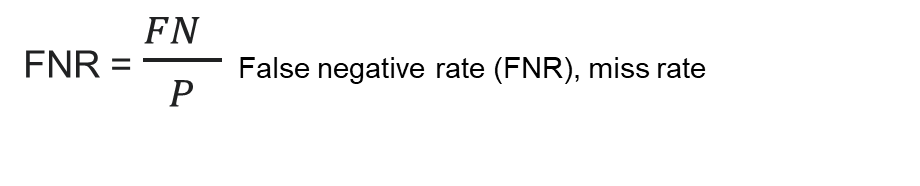 FNR = FN / P False negative rate (FNR), miss rate